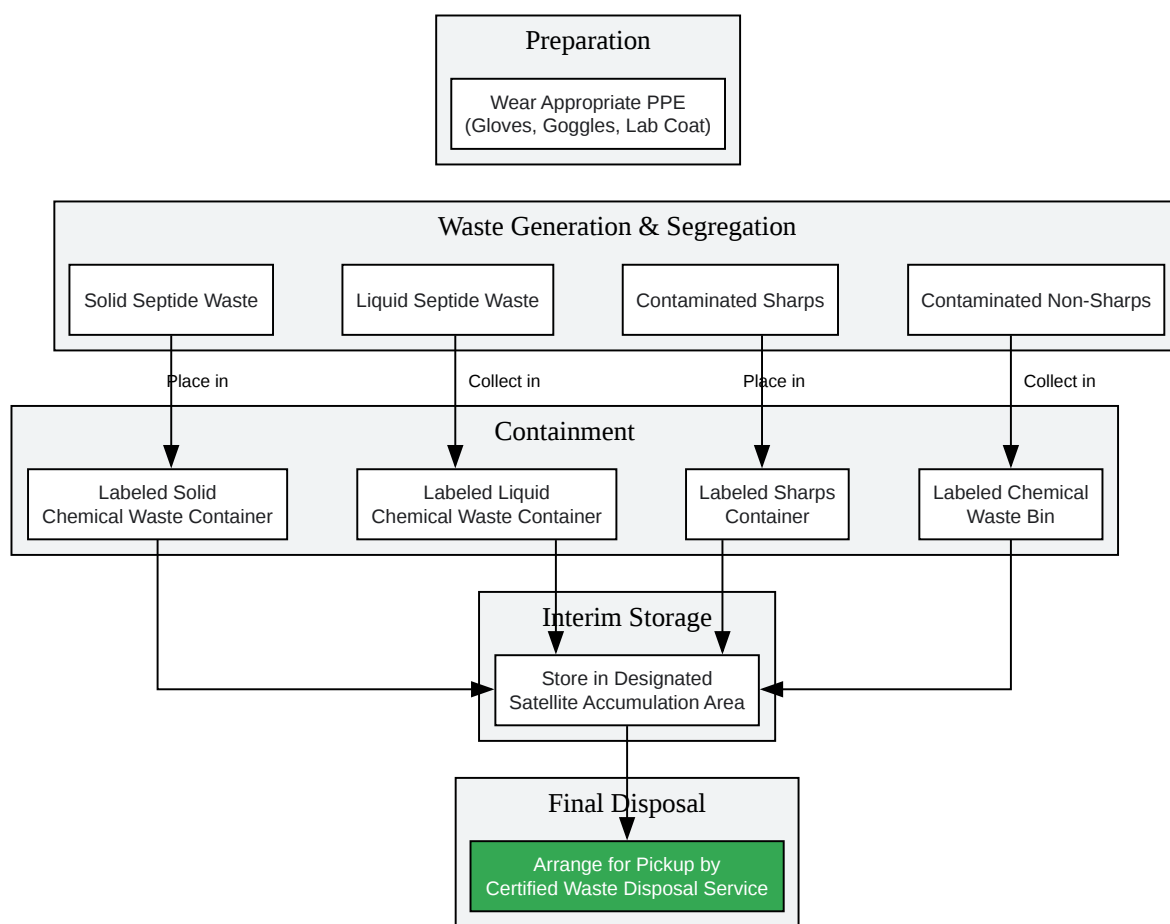 Preparation
Wear Appropriate PPE
(Gloves, Goggles, Lab Coat)
Waste Generation & Segregation
Solid Septide Waste
Liquid Septide Waste
Contaminated Sharps
Contaminated Non-Sharps
Place in
Collect in
Place in
Collect in
Containment
Labeled Solid
Chemical Waste Container
Labeled Liquid
Chemical Waste Container
Labeled Sharps
Container
Labeled Chemical
Waste Bin
Interim Storage
Store in Designated
Satellite Accumulation Area
Final Disposal
Arrange for Pickup by
Certified Waste Disposal Service